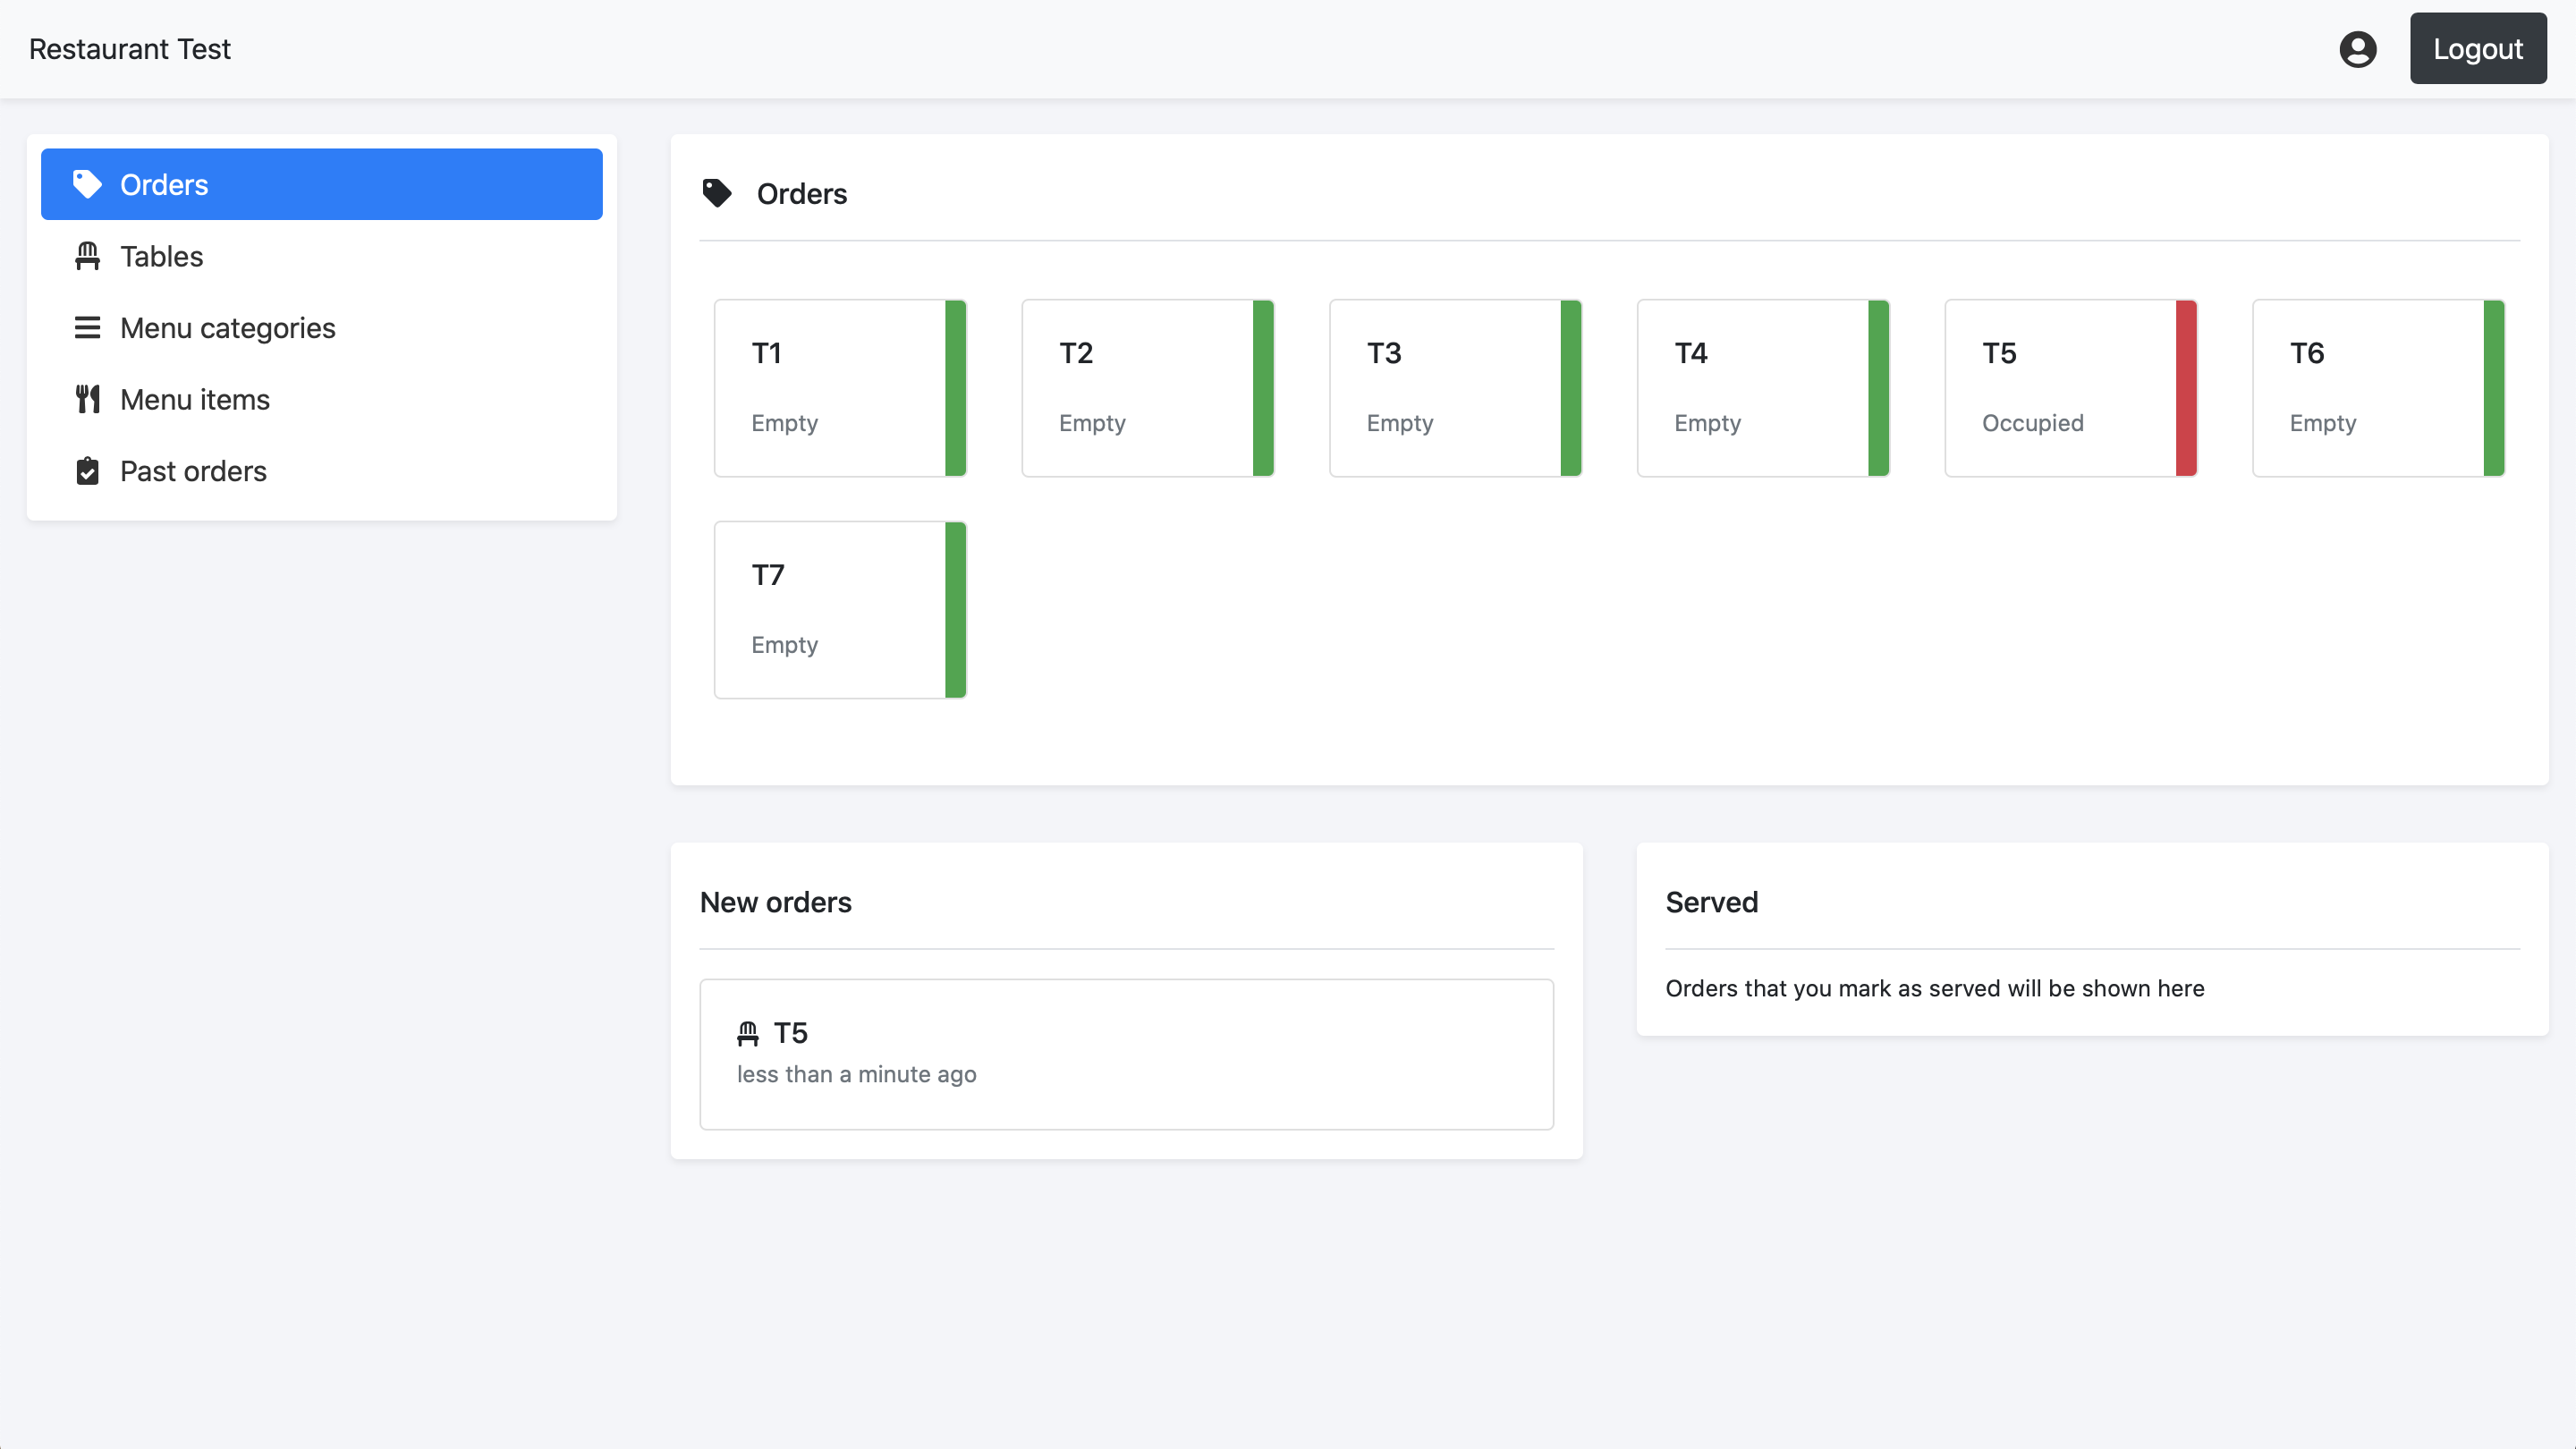 Restaurant Test
Logout
Orders
Tables
Menu categories
Menu items
Past orders
Orders
T1
Empty
T2
Empty
T3
Empty
T4
Empty
T5
Occupied
T6
Empty
T7
Empty
New orders
T5
less than a minute ago
Served
Orders that you mark as served will be shown here